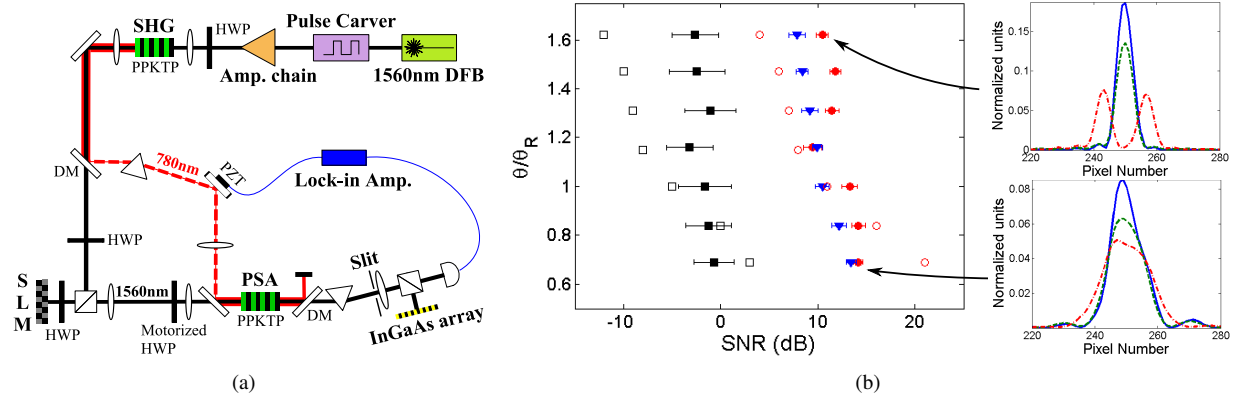 SHG
HWP
Pulse Carver
PPKTP
Amp. chain
1560nm DFB
DM
780nm
PZT
Lock-in Amp.
HWP
S
L
M
HWP
1560nm
Motorized
HWP
PSA
PPKTP
DM
Slit
InGaAs array
(a)
θ/θR
1.6
1.4
1.2
1
0.8
0.6
-10
0
10
20
SNR (dB)
Normalized units
0.15
0.10
0.05
0
220
240
260
280
Pixel Number
Normalized units
0.08
0.06
0.04
0.02
220
240
260
280
Pixel Number
(b)